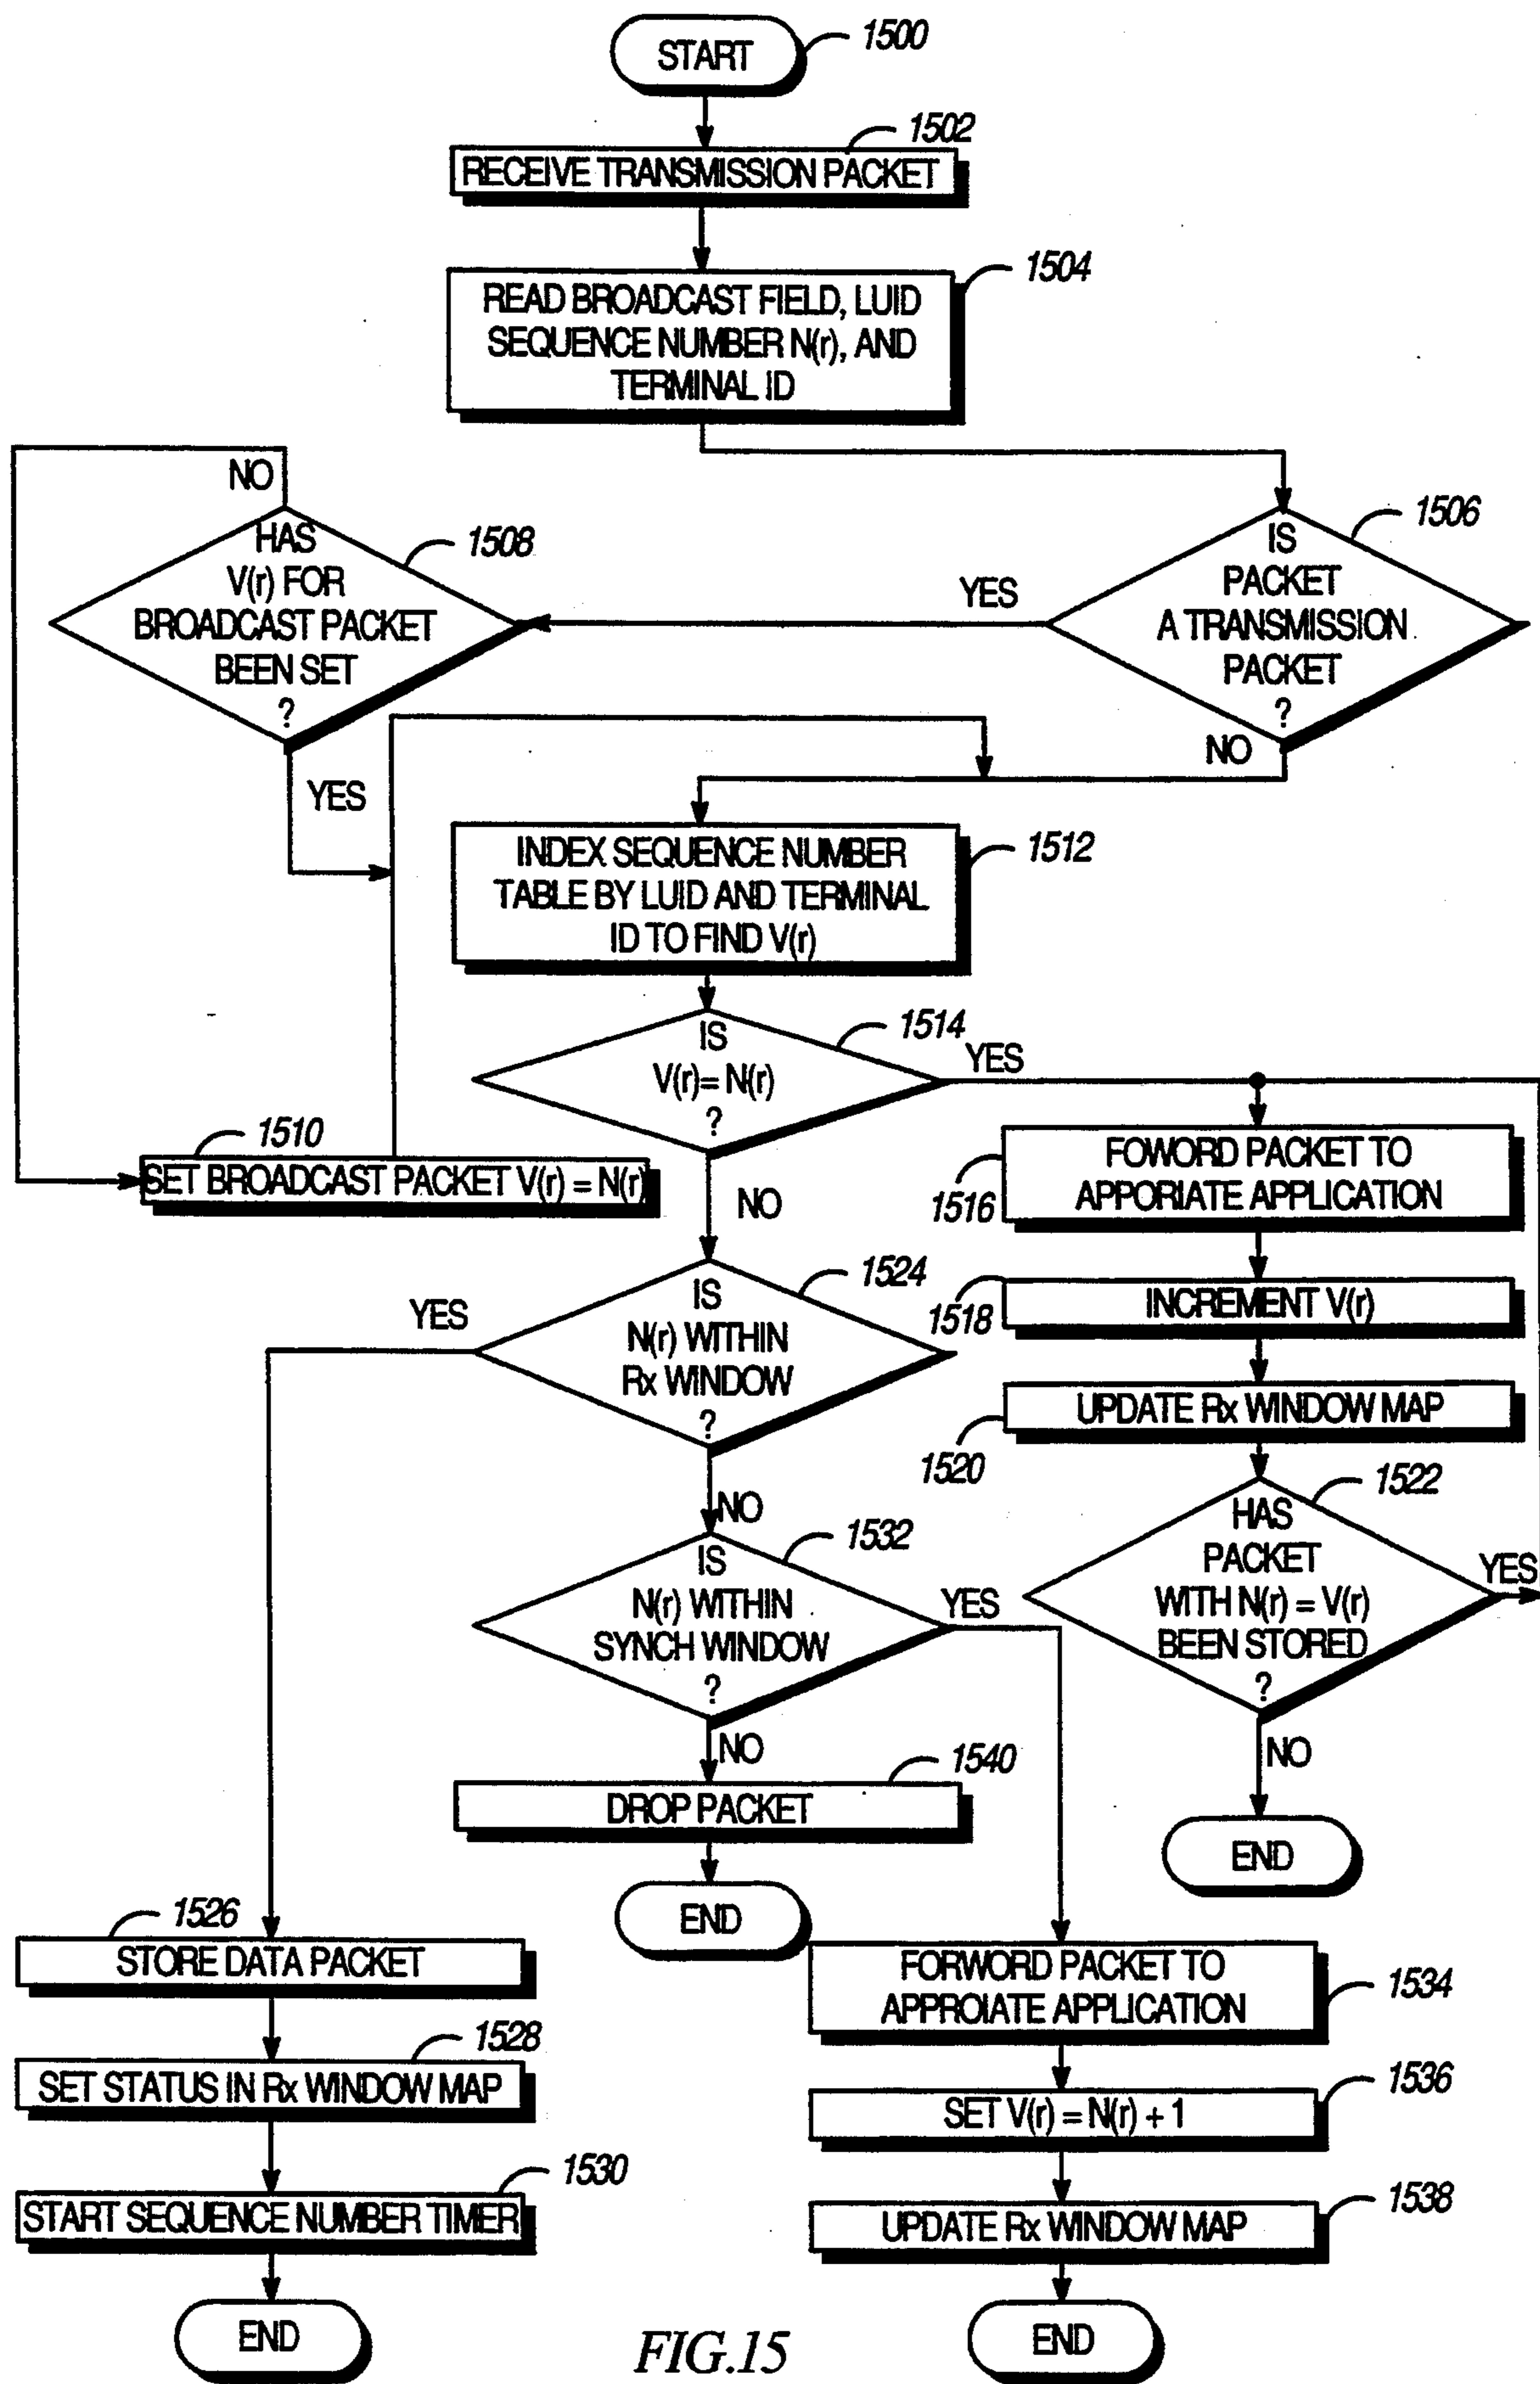 START
1500
1502
RECEIVE TRANSMISSION PACKET
1504
READ BROADCAST FIELD, LUID
SEQUENCE NUMBER N(r), AND
TERMINAL ID
NO
HAS
V(r) FOR
BROADCAST PACKET
BEEN SET
?
1508
YES
IS
PACKET
A TRANSMISSION
PACKET
?
1506
NO
YES
INDEX SEQUENCE NUMBER
TABLE BY LUID AND TERMINAL
ID TO FIND V(r)
1512
IS
V(r)= N(r)
?
1514
YES
1510
SET BROADCAST PACKET V(r) = N(r)
NO
FOWORD PACKET TO
APPORIATE APPLICATION
1516
INCREMENT V(r)
1518
UPDATE Rx WINDOW MAP
1520
HAS
PACKET
WITH N(r) = V(r)
BEEN STORED
?
1522
YES
NO
END
YES
IS
N(r) WITHIN
Rx WINDOW
?
1524
NO
IS
N(r) WITHIN
SYNCH WINDOW
?
1532
YES
NO
1540
DROP PACKET
END
1526
STORE DATA PACKET
1528
SET STATUS IN Rx WINDOW MAP
1530
START SEQUENCE NUMBER TIMER
END
FORWORD PACKET TO
APPROIATE APPLICATION
1534
SET V(r) = N(r) + 1
1536
UPDATE Rx WINDOW MAP
1538
END
FIG.15